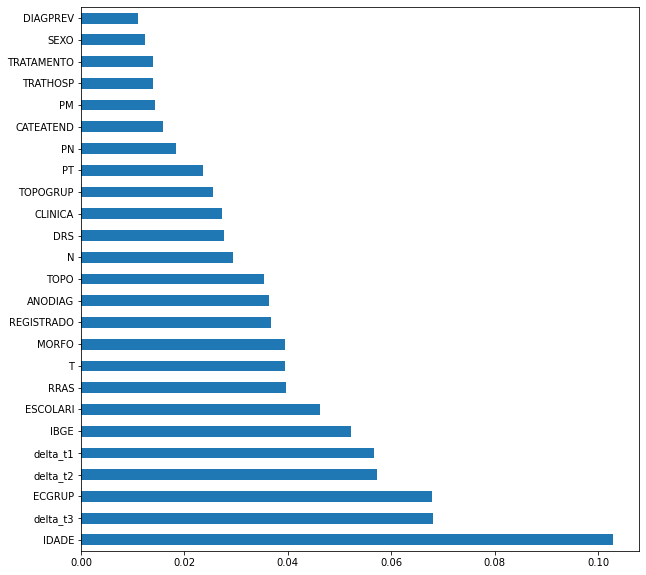 DIAGPREV
SEXO
TRATAMENTO
TRATHOSP
PM
CATEATEND
PN
PT
TOPOGRUP
CLINICA
DRS
N
TOPO
ANODIAG
REGISTRADO
MORFO
T
RRAS
ESCOLARI
IBGE
delta_t1
delta_t2
ECGRUP
delta_t3
IDADE
0.00 0.02 0.04 0.06 0.08 0.10